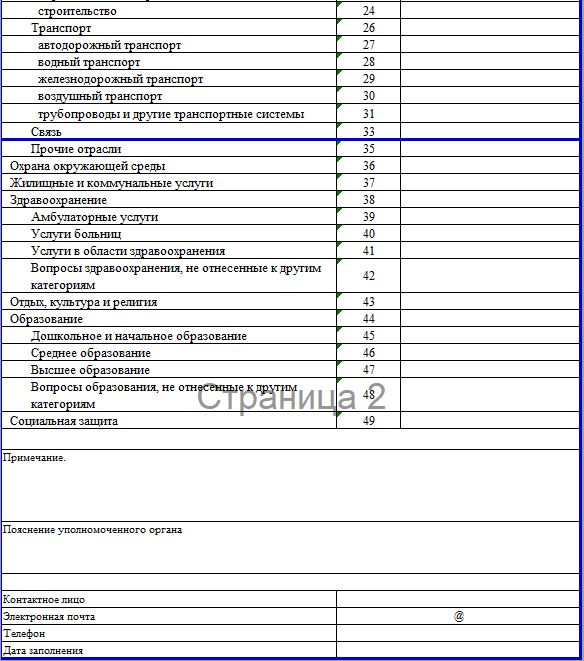 строительство 24
Транспорт 26
автодорожный транспорт 27
водный транспорт 28
железнодорожный транспорт 29
воздушный транспорт 30
трубопроводы и другие транспортные системы 31
Связь 33
Прочие отрасли 35
Охрана окружающей среды 36
Жилищные и коммунальные услуги 37
Здравоохранение 38
Амбулаторные услуги 39
Услуги больниц 40
Услуги в области здравоохранения 41
Вопросы здравоохранения, не отнесенные к другим
категориям 42
Отдых, культура и религия 43
Образование 44
Дошкольное и начальное образование 45
Среднее образование 46
Высшее образование 47
Вопросы образования, не отнесенные к другим
категориям 48
Страница 2
Социальная защита 49
Примечание.
Пояснение уполномоченного органа
Контактное лицо
Электронная почта @
Телефон
Дата заполнения